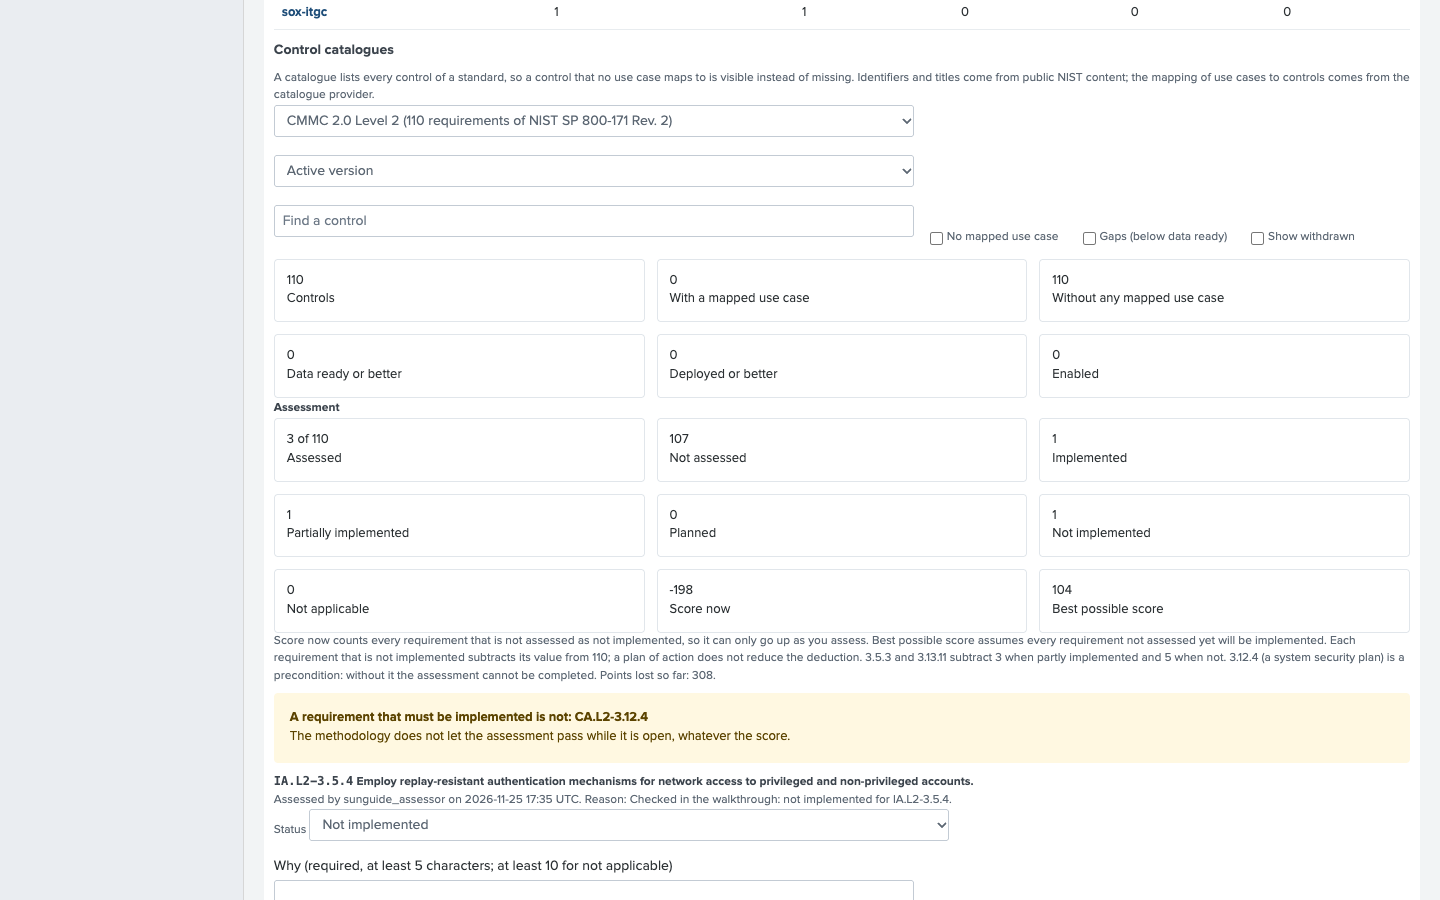 sox-itgc 1 1 0 0 0
Control catalogues
A catalogue lists every control of a standard, so a control that no use case maps to is visible instead of missing. Identifiers and titles come from public NIST content; the mapping of use cases to controls comes from the
catalogue provider.
CMMC 2.0 Level 2 (110 requirements of NIST SP 800-171 Rev. 2)
Active version
Find a control
No mapped use case Gaps (below data ready) Show withdrawn
110 0 110
Controls With a mapped use case Without any mapped use case
0 0 0
Data ready or better Deployed or better Enabled
Assessment
3 of 110 107 1
Assessed Not assessed Implemented
1 0 1
Partially implemented Planned Not implemented
0 -198 104
Not applicable Score now Best possible score
Score now counts every requirement that is not assessed as not implemented, so it can only go up as you assess. Best possible score assumes every requirement not assessed yet will be implemented. Each
requirement that is not implemented subtracts its value from 110; a plan of action does not reduce the deduction. 3.5.3 and 3.13.11 subtract 3 when partly implemented and 5 when not. 3.12.4 (a system security plan) is a
precondition: without it the assessment cannot be completed. Points lost so far: 308.
A requirement that must be implemented is not: CA.L2-3.12.4
The methodology does not let the assessment pass while it is open, whatever the score.
IA.L2-3.5.4 Employ replay-resistant authentication mechanisms for network access to privileged and non-privileged accounts.
Assessed by sunguide_assessor on 2026-11-25 17:35 UTC. Reason: Checked in the walkthrough: not implemented for IA.L2-3.5.4.
Status Not implemented
Why (required, at least 5 characters; at least 10 for not applicable)